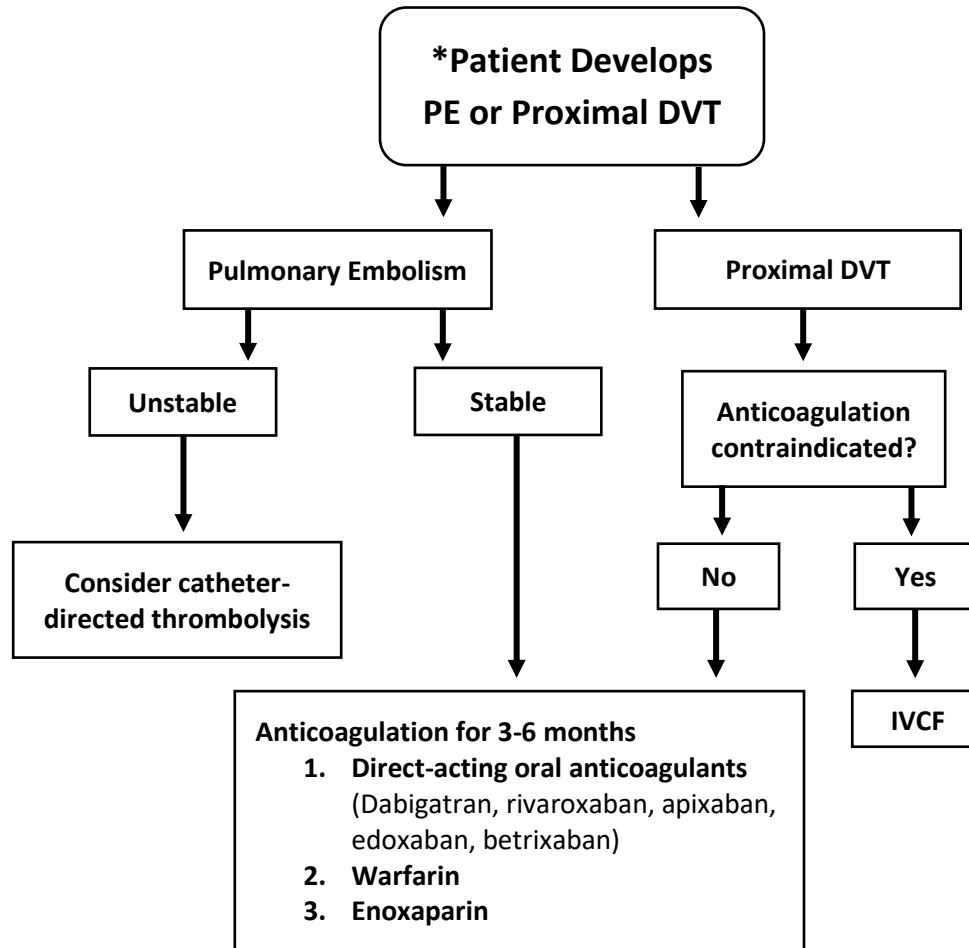 *Patient Develops
PE or Proximal DVT
Pulmonary Embolism
Proximal DVT
Unstable
Stable
Anticoagulation
contraindicated?
Consider catheter-
directed thrombolysis
No
Yes
IVCF
Anticoagulation for 3-6 months
1. Direct-acting oral anticoagulants
(Dabigatran, rivaroxaban, apixaban,
edoxaban, betrixaban)
2. Warfarin
3. Enoxaparin